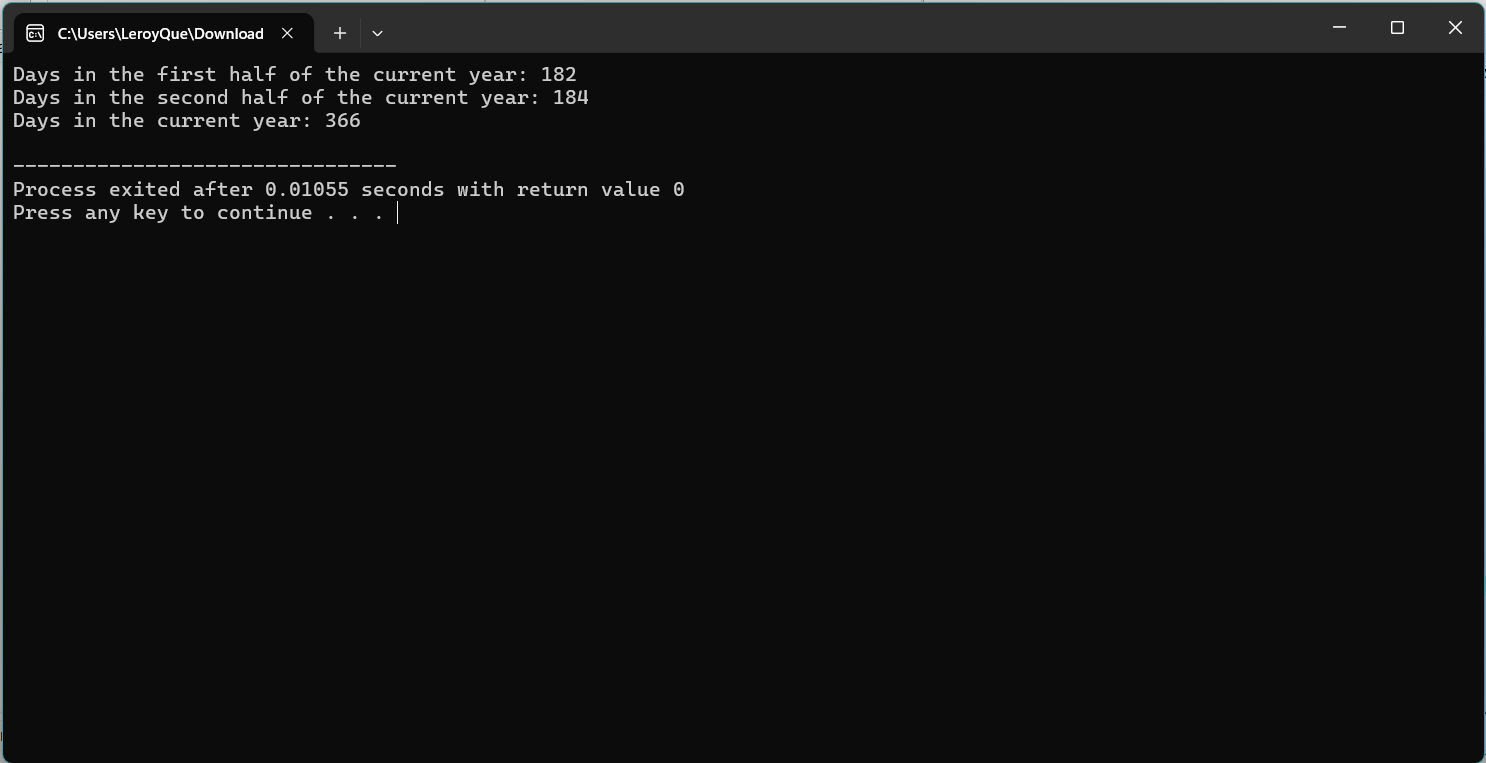 C:\Users\LeroyQue\Download
Days in the first half of the current year: 182
Days in the second half of the current year: 184
Days in the current year: 366
--------------------------------
Process exited after 0.01055 seconds with return value 0
Press any key to continue . . .